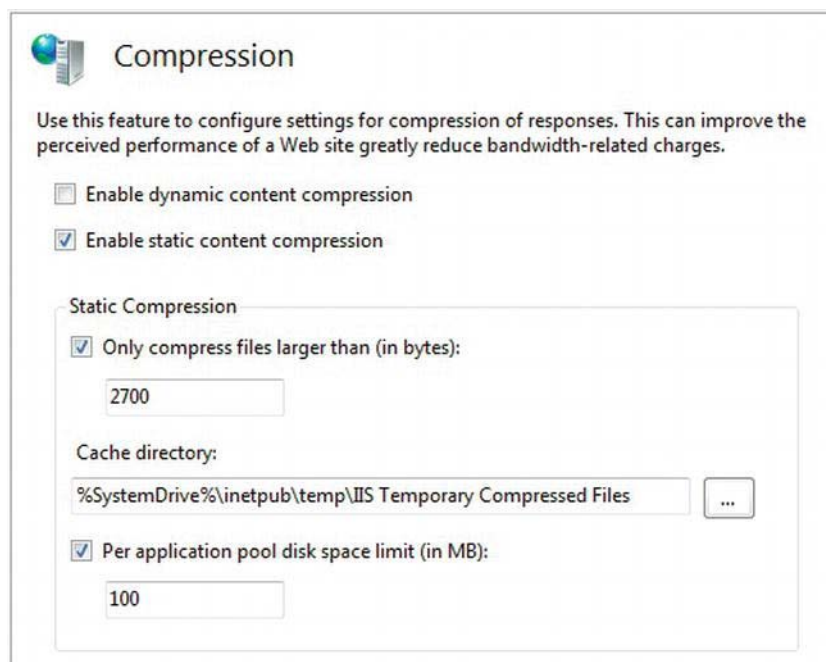 Compression
Use this feature to configure settings for compression of responses. This can improve the
perceived performance of a Web site greatly reduce bandwidth-related charges.
Enable dynamic content compression
Enable static content compression
Static Compression
Only compress files larger than (in bytes):
2700
Cache directory:
%SystemDrive%\inetpub\temp\IIS Temporary Compressed Files
...
Per application pool disk space limit (in MB):
100